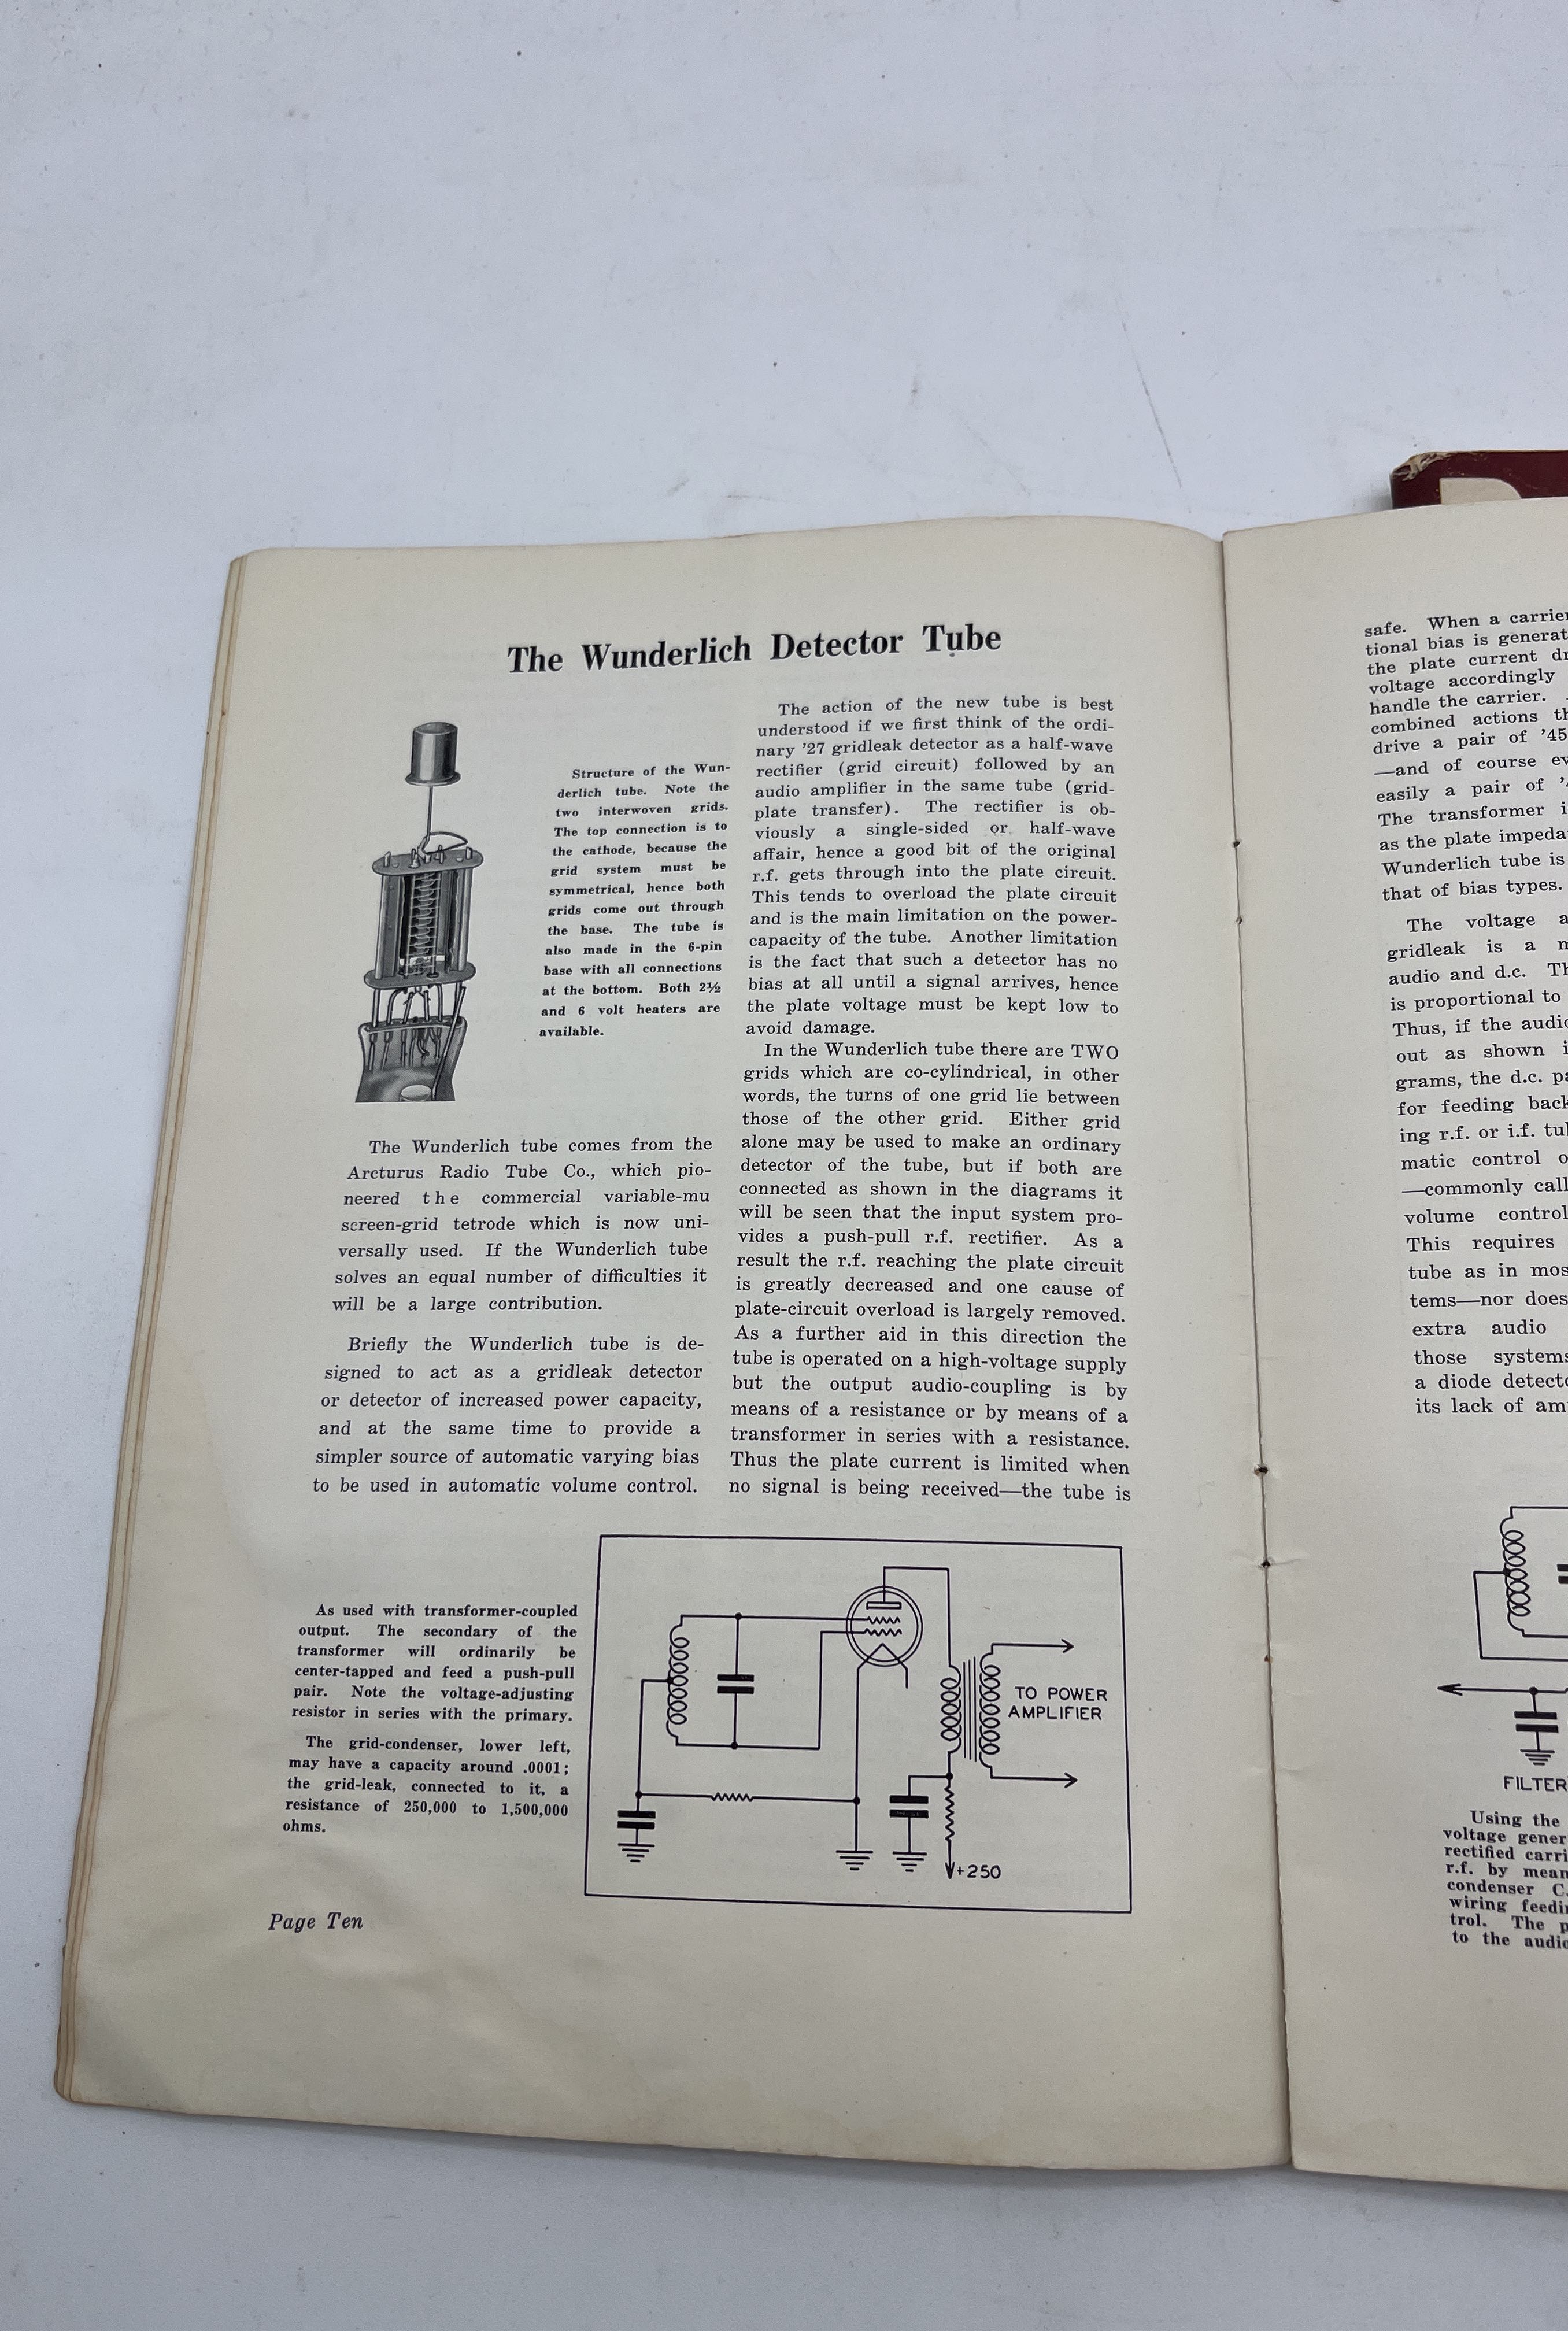 The Wunderlich Detector Tube
Structure of the Wun-
derlich tube. Note the
two interwoven grids.
The top connection is to
the cathode, because the
grid system must be
symmetrical, hence both
grids come out through
the base. The tube is
also made in the 6-pin
base with all connections
at the bottom. Both 2½
and 6 volt heaters are
available.
The Wunderlich tube comes from the
Arcturus Radio Tube Co., which pio-
neered the commercial variable-mu
screen-grid tetrode which is now uni-
versally used. If the Wunderlich tube
solves an equal number of difficulties it
will be a large contribution.
Briefly the Wunderlich tube is de-
signed to act as a gridleak detector
or detector of increased power capacity,
and at the same time to provide a
simpler source of automatic varying bias
to be used in automatic volume control.
The action of the new tube is best
understood if we first think of the ordi-
nary '27 gridleak detector as a half-wave
rectifier (grid circuit) followed by an
audio amplifier in the same tube (grid-
plate transfer). The rectifier is ob-
viously a single-sided or half-wave
affair, hence a good bit of the original
r.f. gets through into the plate circuit.
This tends to overload the plate circuit
and is the main limitation on the power-
capacity of the tube. Another limitation
is the fact that such a detector has no
bias at all until a signal arrives, hence
the plate voltage must be kept low to
avoid damage.
In the Wunderlich tube there are TWO
grids which are co-cylindrical, in other
words, the turns of one grid lie between
those of the other grid. Either grid
alone may be used to make an ordinary
detector of the tube, but if both are
connected as shown in the diagrams it
will be seen that the input system pro-
vides a push-pull r.f. rectifier. As a
result the r.f. reaching the plate circuit
is greatly decreased and one cause of
plate-circuit overload is largely removed.
As a further aid in this direction the
tube is operated on a high-voltage supply
but the output audio-coupling is by
means of a resistance or by means of a
transformer in series with a resistance.
Thus the plate current is limited when
no signal is being received—the tube is
As used with transformer-coupled
output. The secondary of the
transformer will ordinarily be
center-tapped and feed a push-pull
pair. Note the voltage-adjusting
resistor in series with the primary.
The grid-condenser, lower left,
may have a capacity around .0001;
the grid-leak, connected to it, a
resistance of 250,000 to 1,500,000
ohms.
TO POWER
AMPLIFIER
+250
Page Ten
safe. When a carrier
tional bias is
the plate current
voltage accordingly
handle the carrier.
combined actions
drive a pair of '45
—and of course
easily a pair of
The transformer
as the plate
Wunderlich tube is
that of bias types.
The voltage
gridleak is a
audio and d.c.
is proportional to
Thus, if the
out as shown
grams, the d.c.
for feeding
ing r.f. or i.f.
matic control
—commonly
volume control
This requires
tube as in
tems—nor does
extra audio
those systems
a diode
its lack of
FILTER
Using the
voltage
rectified
r.f. by
condenser C.
wiring
trol. The
to the